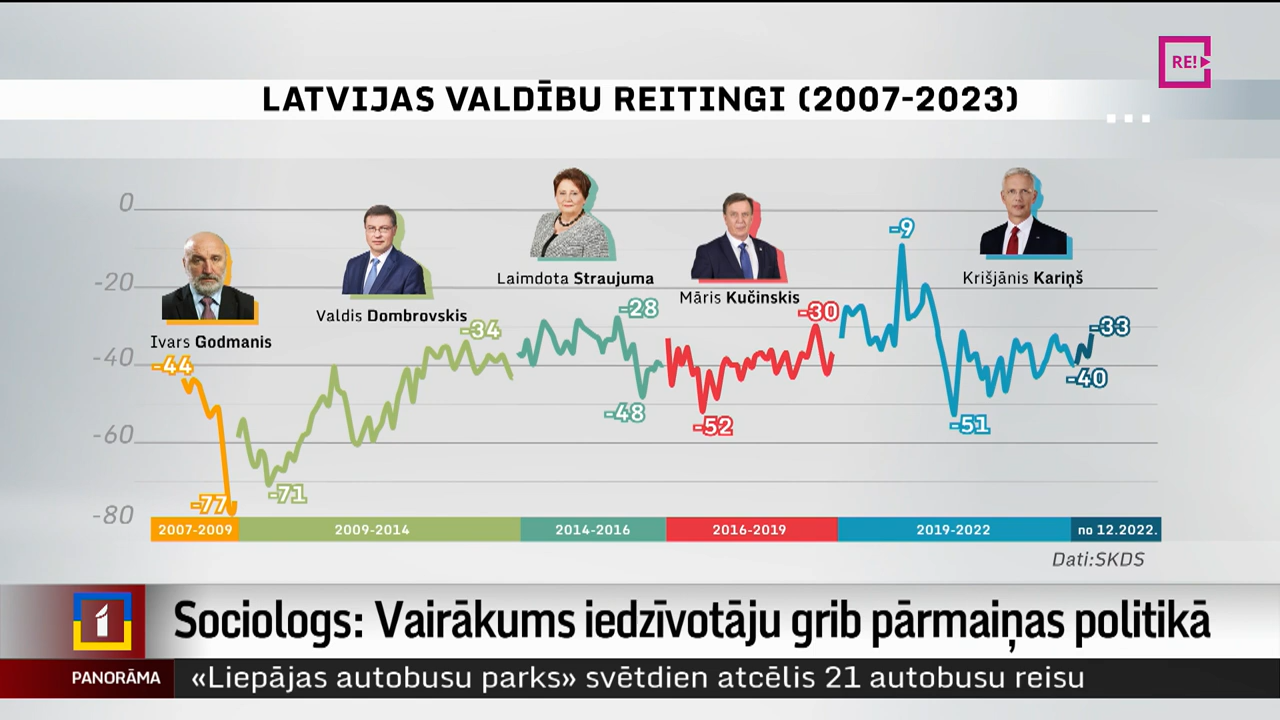 RE!
LATVIJAS VALDĪBU REITINGI (2007-2023)
0
-20
-40
-60
-80
Ivars Godmanis
Valdis Dombrovskis
Laimdota Straujuma
Māris Kučinskis
Krišjānis Kariņš
-44
-77
-71
-34
-28
-48
-52
-30
-9
-51
-40
-33
2007-2009
2009-2014
2014-2016
2016-2019
2019-2022
no 12.2022.
Dati:SKDS
1
Sociologs: Vairākums iedzīvotāju grib pārmaiņas politikā
PANORĀMA
«Liepājas autobusu parks» svētdien atcēlis 21 autobusu reisu